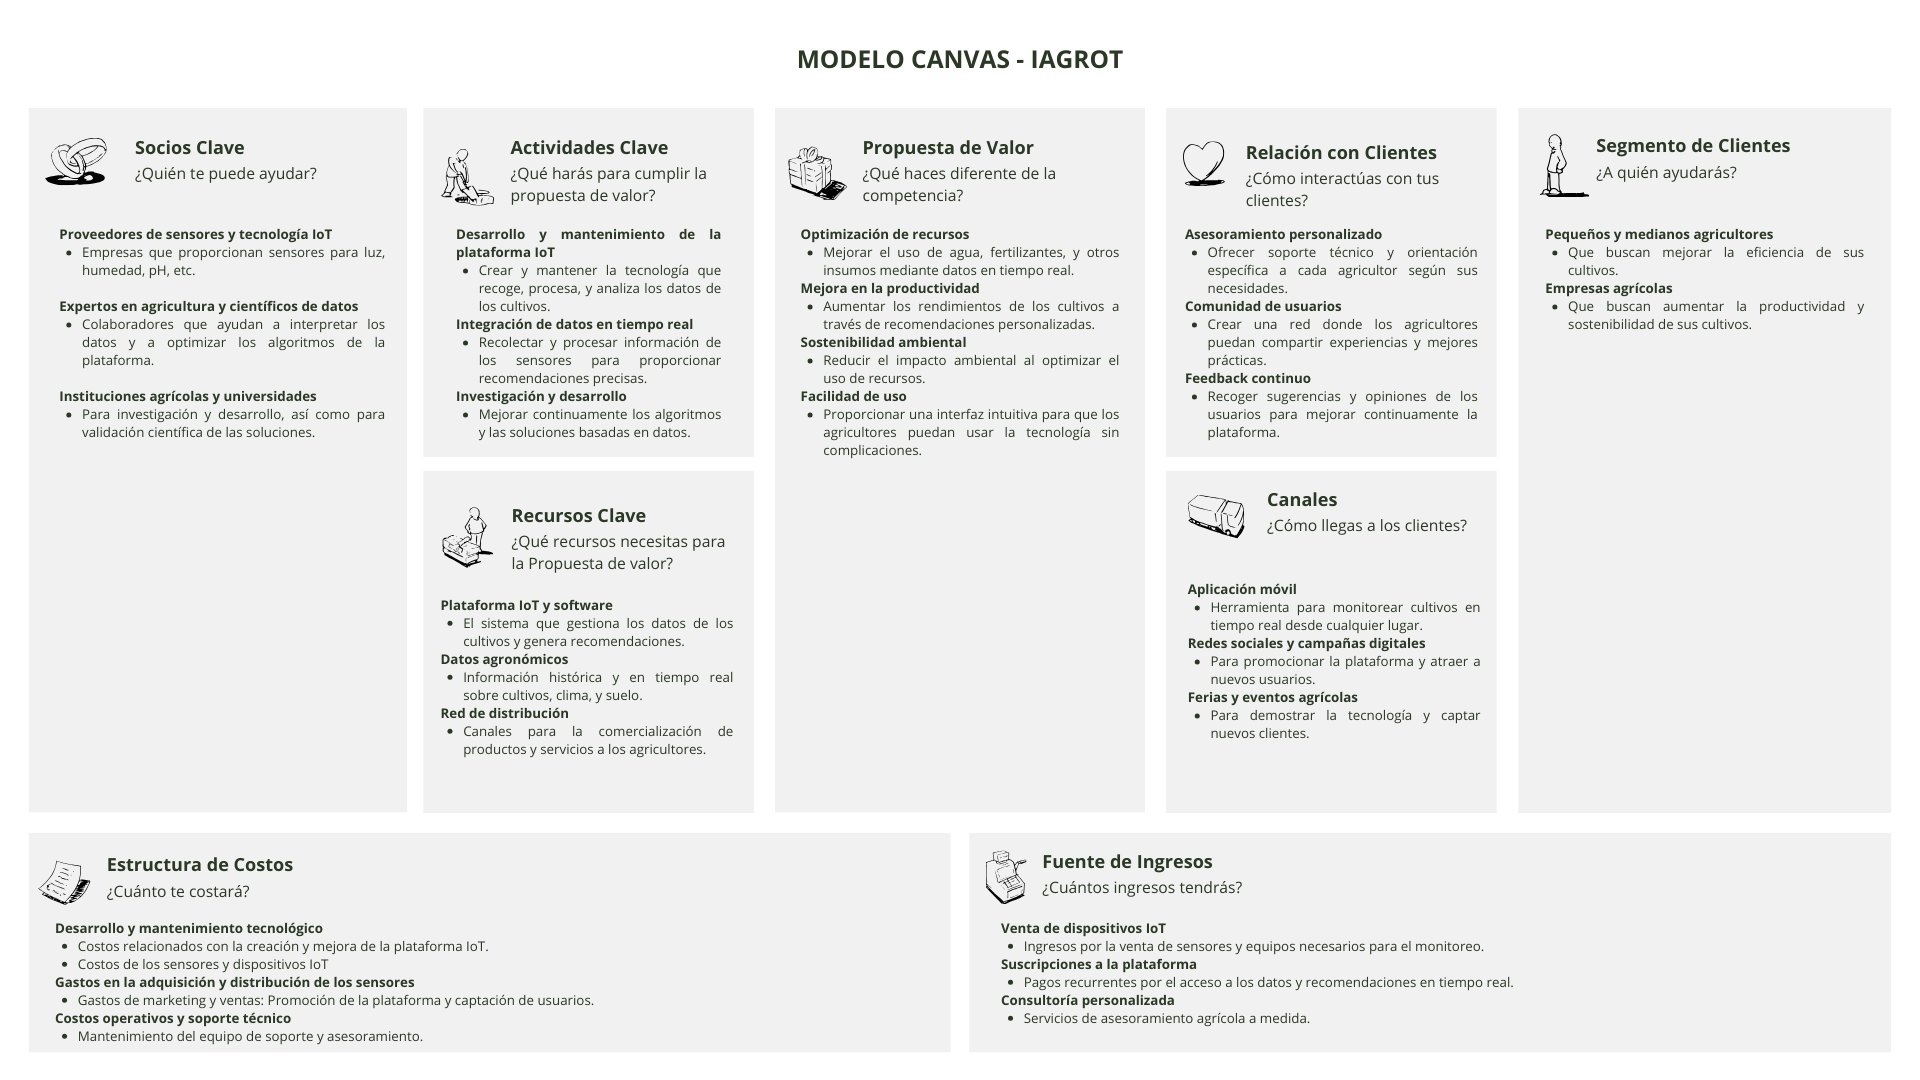 MODELO CANVAS - IAGROT
Socios Clave
¿Quién te puede ayudar?
Proveedores de sensores y tecnología IoT
• Empresas que proporcionan sensores para luz,
humedad, pH, etc.
Expertos en agricultura y científicos de datos
• Colaboradores que ayudan a interpretar los
datos y a optimizar los algoritmos de la
plataforma.
Instituciones agrícolas y universidades
• Para investigación y desarrollo, así como para
validación científica de las soluciones.
Actividades Clave
¿Qué harás para cumplir la
propuesta de valor?
Desarrollo y mantenimiento de la
plataforma IoT
• Crear y mantener la tecnología que
recoge, procesa, y analiza los datos de
los cultivos.
Integración de datos en tiempo real
• Recolectar y procesar información de
los sensores para proporcionar
recomendaciones precisas.
Investigación y desarrollo
• Mejorar continuamente los algoritmos
y las soluciones basadas en datos.
Recursos Clave
¿Qué recursos necesitas para
la Propuesta de valor?
Plataforma IoT y software
• El sistema que gestiona los datos de los
cultivos y genera recomendaciones.
Datos agronómicos
• Información histórica y en tiempo real
sobre cultivos, clima, y suelo.
Red de distribución
• Canales para la comercialización de
productos y servicios a los agricultores.
Propuesta de Valor
¿Qué haces diferente de la
competencia?
Optimización de recursos
• Mejorar el uso de agua, fertilizantes, y otros
insumos mediante datos en tiempo real.
Mejora en la productividad
• Aumentar los rendimientos de los cultivos a
través de recomendaciones personalizadas.
Sostenibilidad ambiental
• Reducir el impacto ambiental al optimizar el
uso de recursos.
Facilidad de uso
• Proporcionar una interfaz intuitiva para que los
agricultores puedan usar la tecnología sin
complicaciones.
Relación con Clientes
¿Cómo interactúas con tus
clientes?
Asesoramiento personalizado
• Ofrecer soporte técnico y orientación
específica a cada agricultor según sus
necesidades.
Comunidad de usuarios
• Crear una red donde los agricultores
puedan compartir experiencias y mejores
prácticas.
Feedback continuo
• Recoger sugerencias y opiniones de los
usuarios para mejorar continuamente la
plataforma.
Canales
¿Cómo llegas a los clientes?
Aplicación móvil
• Herramienta para monitorear cultivos en
tiempo real desde cualquier lugar.
Redes sociales y campañas digitales
• Para promocionar la plataforma y atraer a
nuevos usuarios.
Ferias y eventos agrícolas
• Para demostrar la tecnología y captar
nuevos clientes.
Segmento de Clientes
¿A quién ayudarás?
Pequeños y medianos agricultores
• Que buscan mejorar la eficiencia de sus
cultivos.
Empresas agrícolas
• Que buscan aumentar la productividad y
sostenibilidad de sus cultivos.
Estructura de Costos
¿Cuánto te costará?
Desarrollo y mantenimiento tecnológico
• Costos relacionados con la creación y mejora de la plataforma IoT.
• Costos de los sensores y dispositivos IoT
Gastos en la adquisición y distribución de los sensores
• Gastos de marketing y ventas: Promoción de la plataforma y captación de usuarios.
Costos operativos y soporte técnico
• Mantenimiento del equipo de soporte y asesoramiento.
Fuente de Ingresos
¿Cuántos ingresos tendrás?
Venta de dispositivos IoT
• Ingresos por la venta de sensores y equipos necesarios para el monitoreo.
Suscripciones a la plataforma
• Pagos recurrentes por el acceso a los datos y recomendaciones en tiempo real.
Consultoría personalizada
• Servicios de asesoramiento agrícola a medida.